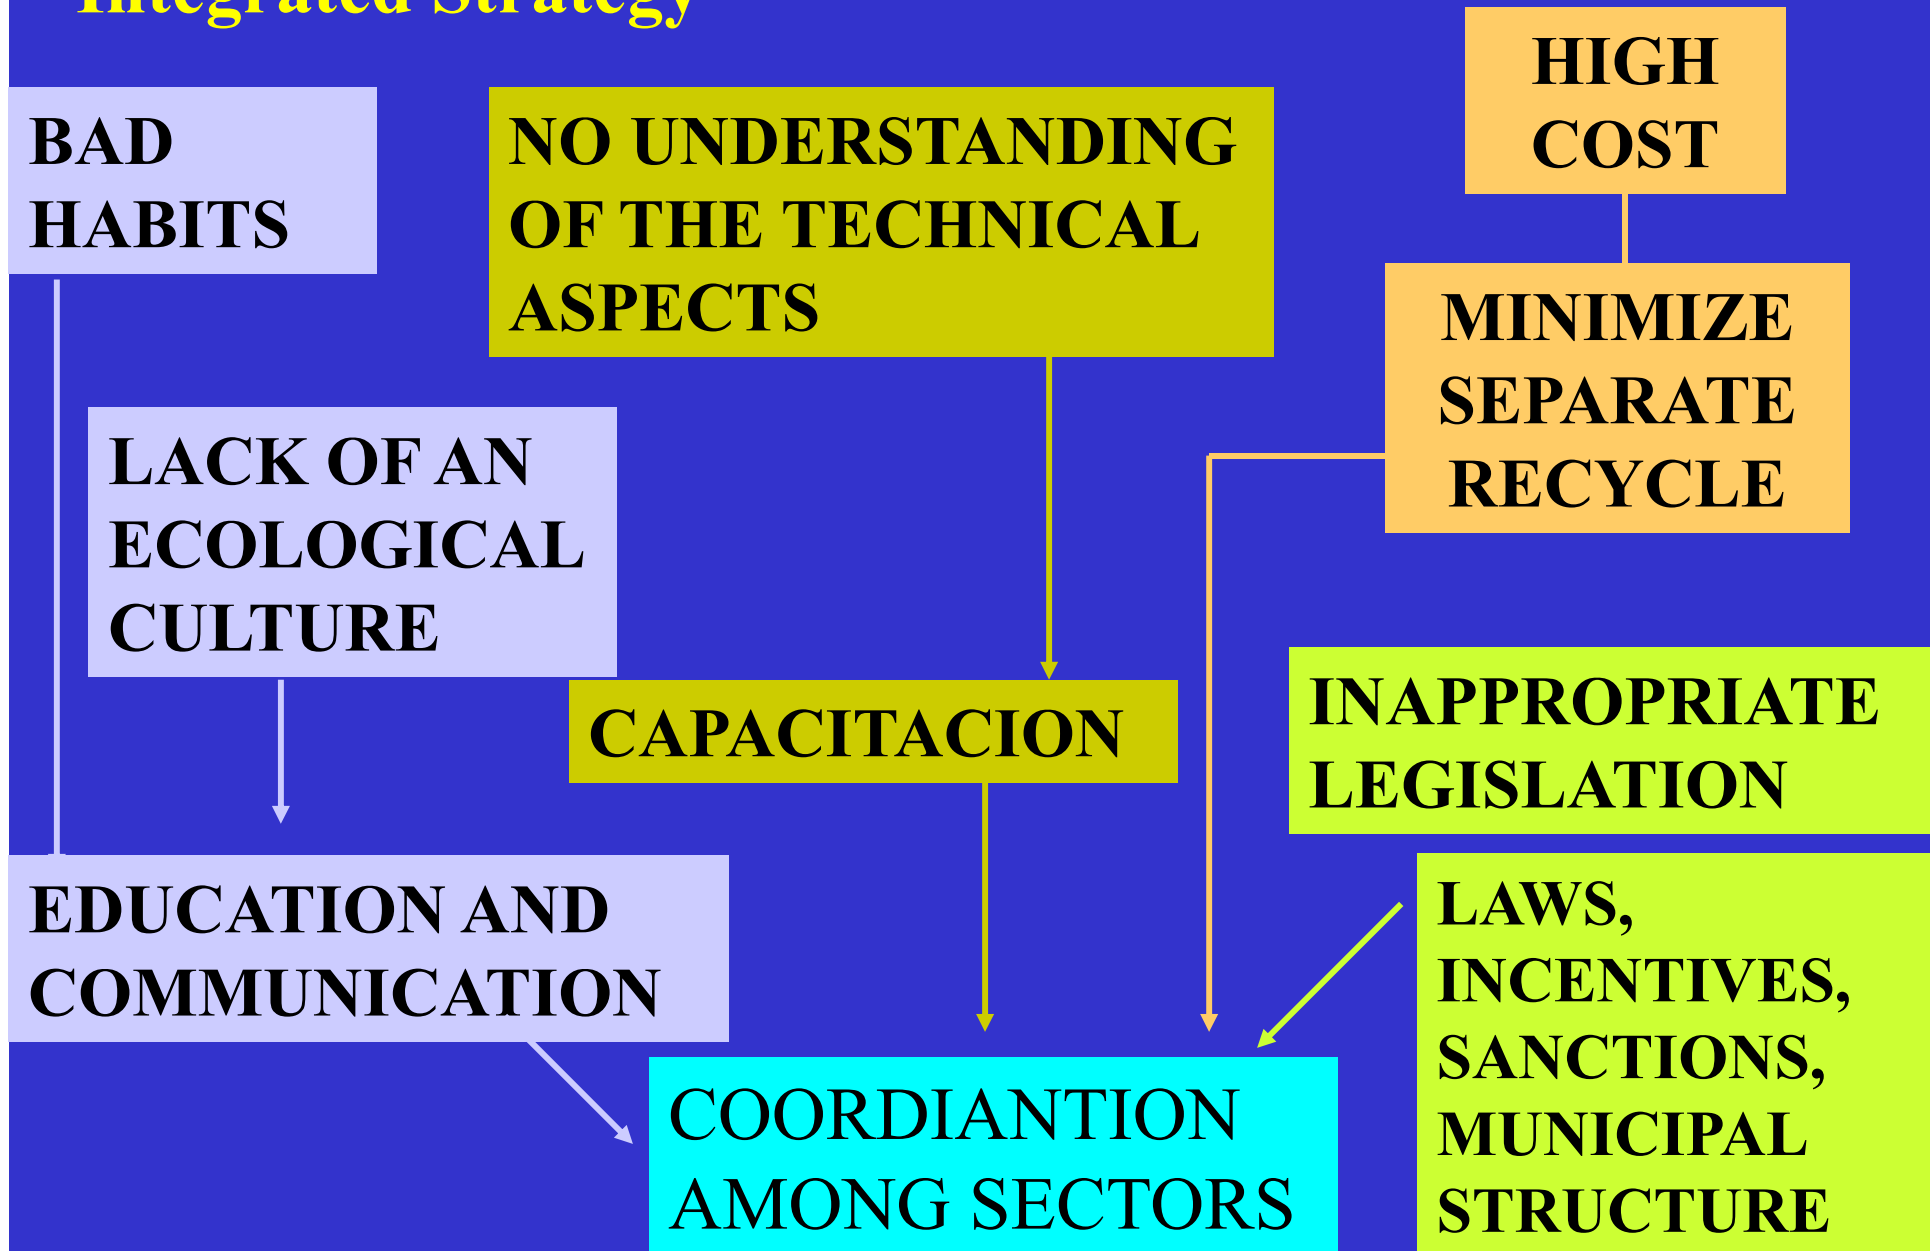 Integrated Strategy
HIGH
COST
BAD
HABITS
NO UNDERSTANDING
OF THE TECHNICAL
ASPECTS
MINIMIZE
SEPARATE
RECYCLE
LACK OF AN
ECOLOGICAL
CULTURE
CAPACITACION
INAPPROPRIATE
LEGISLATION
EDUCATION AND
COMMUNICATION
LAWS,
INCENTIVES,
SANCTIONS,
MUNICIPAL
STRUCTURE
COORDIANTION
AMONG SECTORS